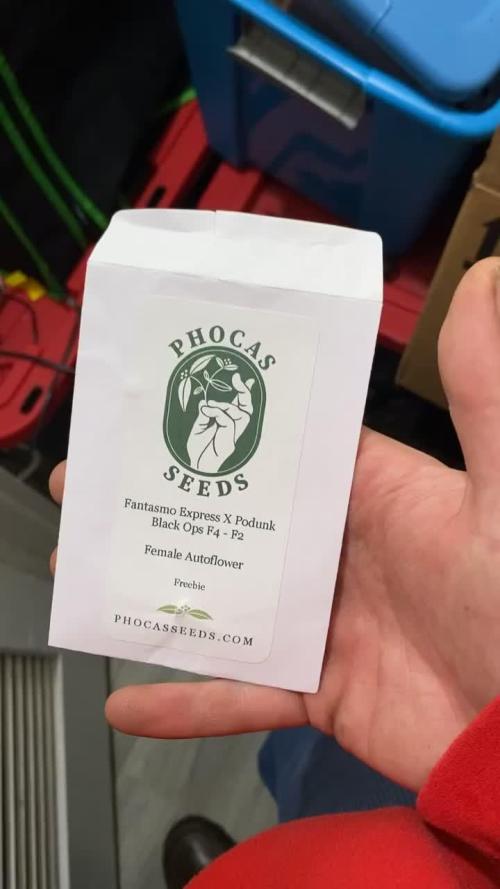 PHOCAS
SEEDS
Fantasmo Express X Podunk
Black Ops F4 - F2
Female Autoflower
Freebie
PHOCASSEEDS.COM